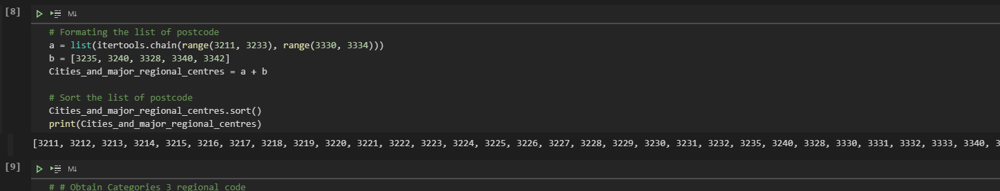 [8]
M↓
# Formating the list of postcode
a = list(itertools.chain(range(3211, 3233), range(3330, 3334)))
b = [3235, 3240, 3328, 3340, 3342]
Cities_and_major_regional_centres = a + b
# Sort the list of postcode
Cities_and_major_regional_centres.sort()
print(Cities_and_major_regional_centres)
[3211, 3212, 3213, 3214, 3215, 3216, 3217, 3218, 3219, 3220, 3221, 3222, 3223, 3224, 3225, 3226, 3227, 3228, 3229, 3230, 3231, 3232, 3235, 3240, 3328, 3330, 3331, 3332, 3333, 3340, 3
[9]
M↓
# # Obtain Categories 3 regional code